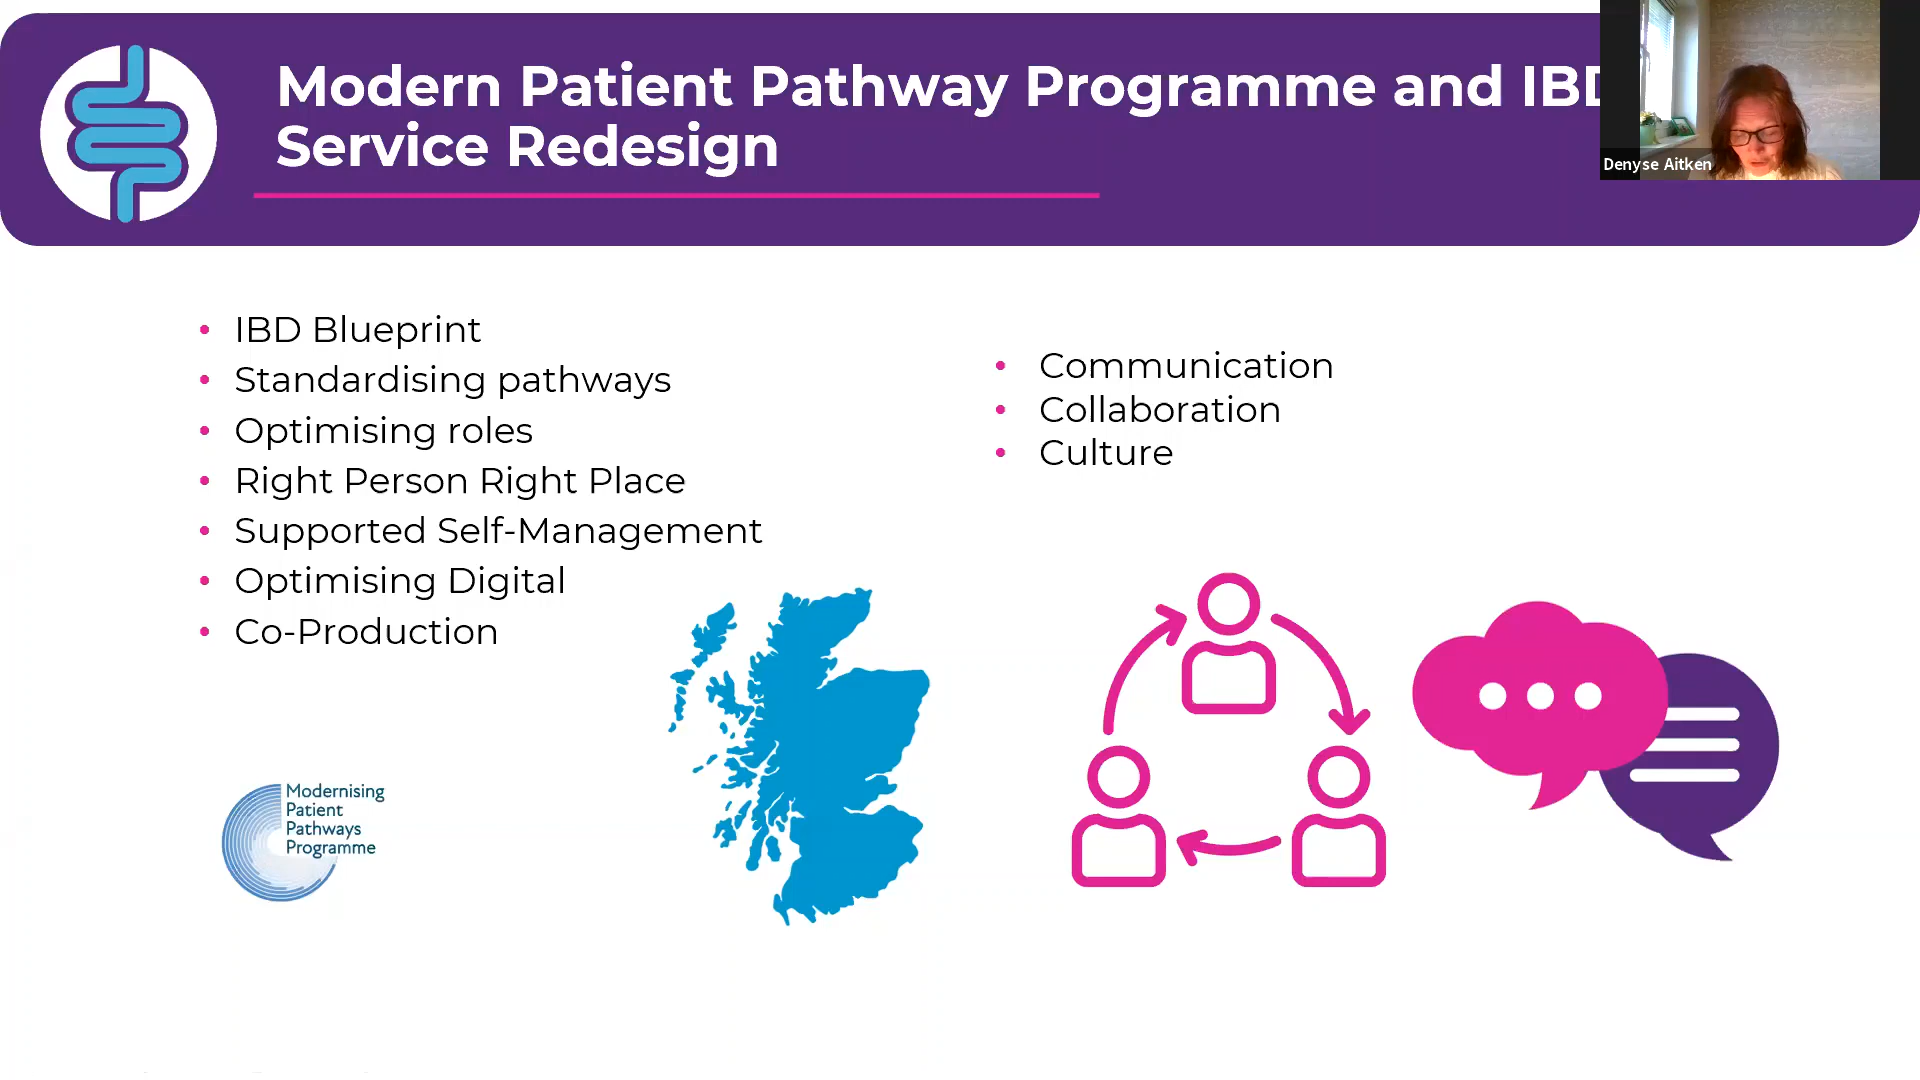 Modern Patient Pathway Programme and IBD
Service Redesign
Denyse Aitken
IBD Blueprint
Standardising pathways
Optimising roles
Right Person Right Place
Supported Self-Management
Optimising Digital
Co-Production
Communication
Collaboration
Culture
Modernising
Patient
Pathways
Programme